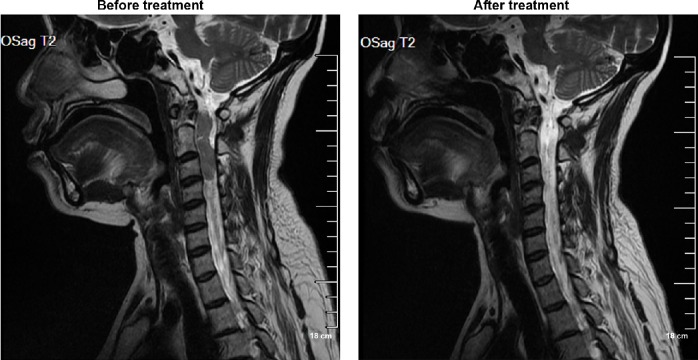 Before treatment
After treatment
OSag T2
OSag T2
18 cm
18 cm